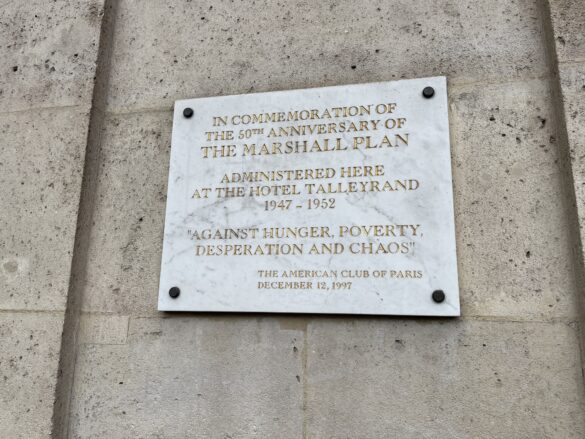 IN COMMEMORATION OF
THE 50TH ANNIVERSARY OF
THE MARSHALL PLAN
ADMINISTERED HERE
AT THE HOTEL TALLEYRAND
1947 – 1952
"AGAINST HUNGER, POVERTY,
DESPERATION AND CHAOS"
THE AMERICAN CLUB OF PARIS
DECEMBER 12, 1997